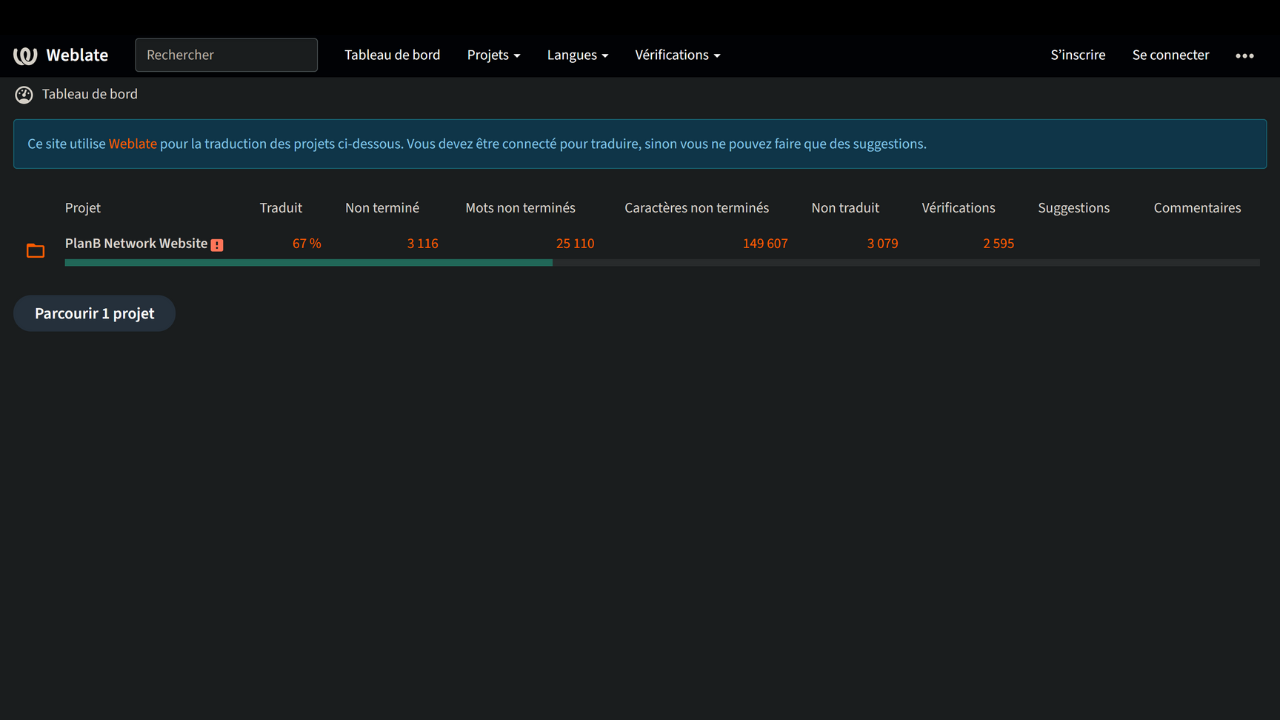 Weblate Rechercher Tableau de bord Projets Langues Vérifications S’inscrire Se connecter
Tableau de bord
Ce site utilise Weblate pour la traduction des projets ci-dessous. Vous devez être connecté pour traduire, sinon vous ne pouvez faire que des suggestions.
Projet Traduit Non terminé Mots non terminés Caractères non terminés Non traduit Vérifications Suggestions Commentaires
PlanB Network Website 67 % 3 116 25 110 149 607 3 079 2 595
Parcourir 1 projet